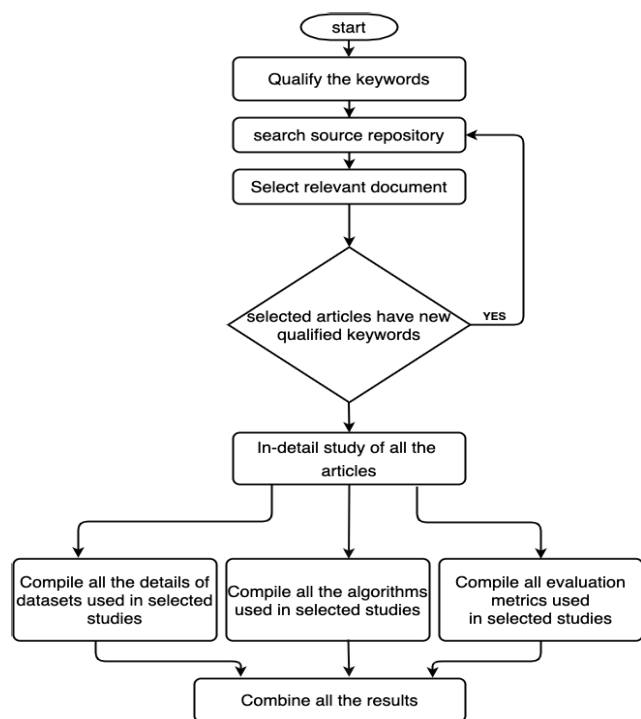 start
Qualify the keywords
search source repository
Select relevant document
selected articles have new
qualified keywords
YES
In-detail study of all the
articles
Compile all the details of
datasets used in selected
studies
Compile all the algorithms
used in selected studies
Compile all evaluation
metrics used
in selected studies
Combine all the results